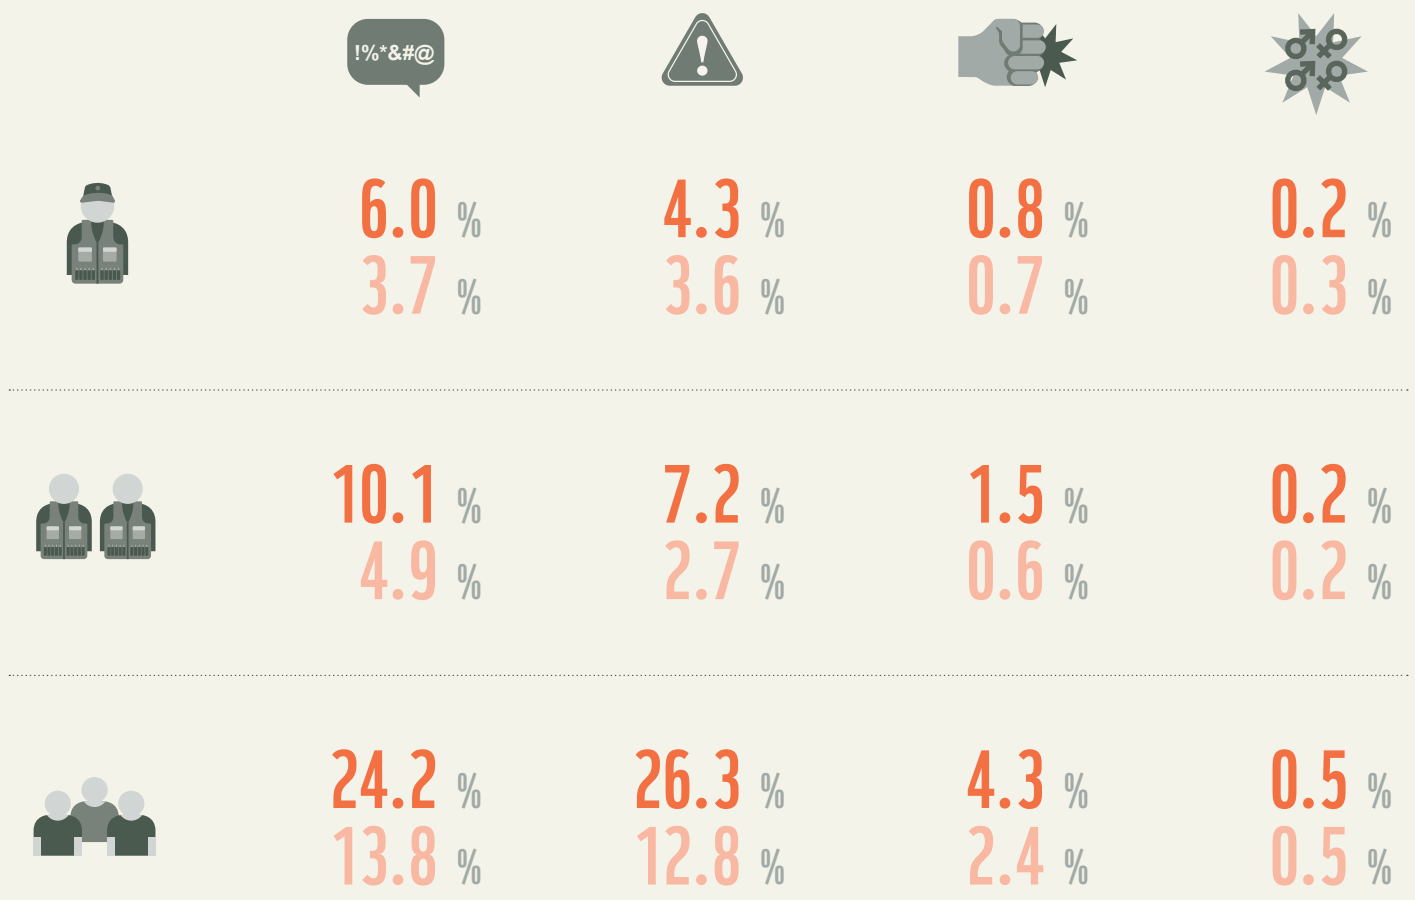 !%*&#@
6.0 % 4.3 % 0.8 % 0.2 %
3.7 % 3.6 % 0.7 % 0.3 %
10.1 % 7.2 % 1.5 % 0.2 %
4.9 % 2.7 % 0.6 % 0.2 %
24.2 % 26.3 % 4.3 % 0.5 %
13.8 % 12.8 % 2.4 % 0.5 %